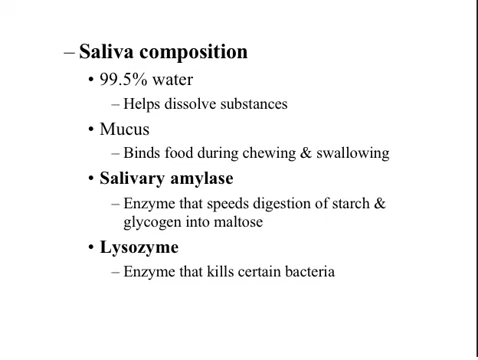 – Saliva composition
• 99.5% water
– Helps dissolve substances
• Mucus
– Binds food during chewing & swallowing
• Salivary amylase
– Enzyme that speeds digestion of starch &
glycogen into maltose
• Lysozyme
– Enzyme that kills certain bacteria